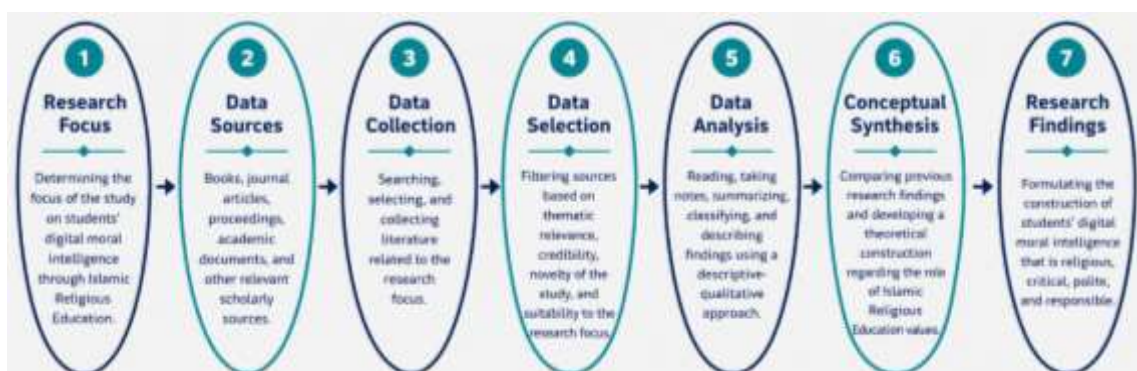 1
Research
Focus
Determining the
focus of the study
on students'
digital moral
intelligence
through Islamic
Religious
Education.
2
Data
Sources
Books, journal
articles,
proceedings,
academic
documents, and
other relevant
scholarly
sources.
3
Data
Collection
Searching,
selecting, and
collecting
literature
related to the
research
focus.
4
Data
Selection
Filtering sources
based on
thematic
relevance,
credibility,
novelty of the
study, and
suitability to the
research focus.
5
Data
Analysis
Reading, taking
notes, summarizing,
classifying, and
describing
findings using a
descriptive-
qualitative
approach.
6
Conceptual
Synthesis
Comparing previous
research findings
and developing a
theoretical
construction
regarding the role
of Islamic
Religious
Education values.
7
Research
Findings
Formulating the
construction of
students' digital
moral intelligence
that is religious,
critical, polite,
and responsible.